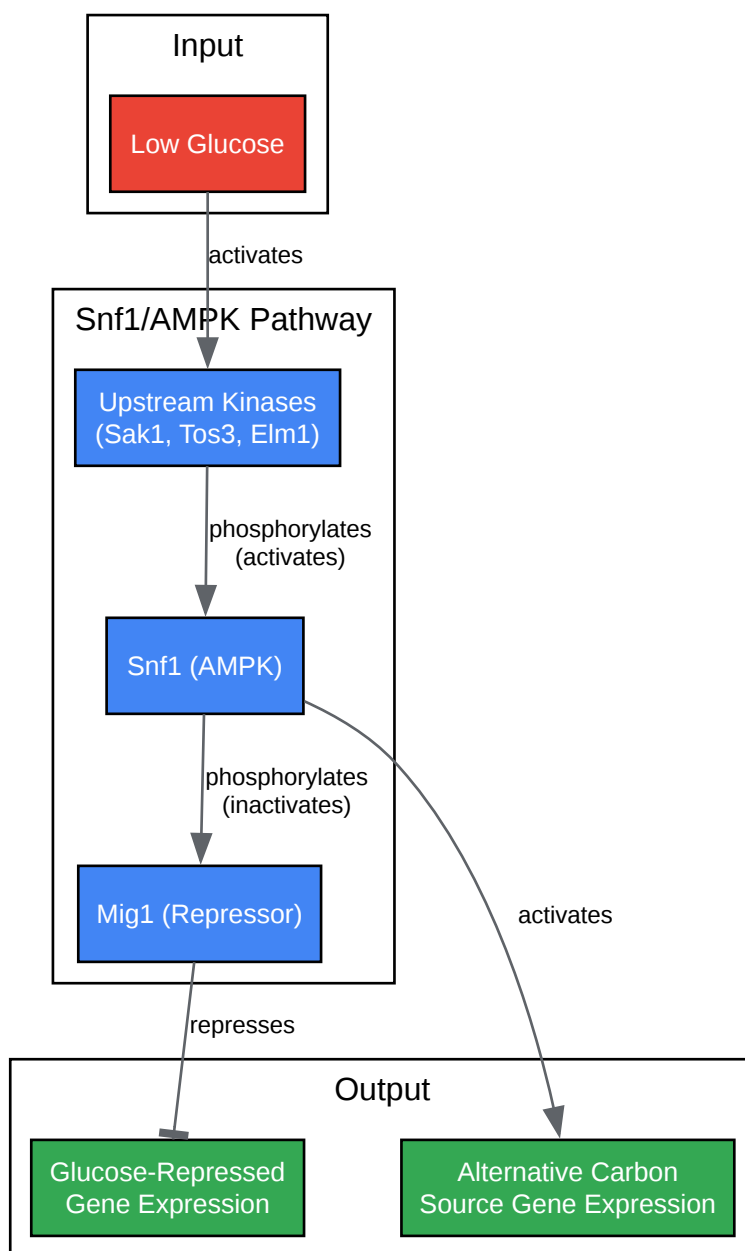 Input
Low Glucose
activates
Snf1/AMPK Pathway
Upstream Kinases
(Sak1, Tos3, Elm1)
phosphorylates
(activates)
Snf1 (AMPK)
phosphorylates
(inactivates)
Mig1 (Repressor)
activates
represses
Output
Glucose-Repressed
Gene Expression
Alternative Carbon
Source Gene Expression